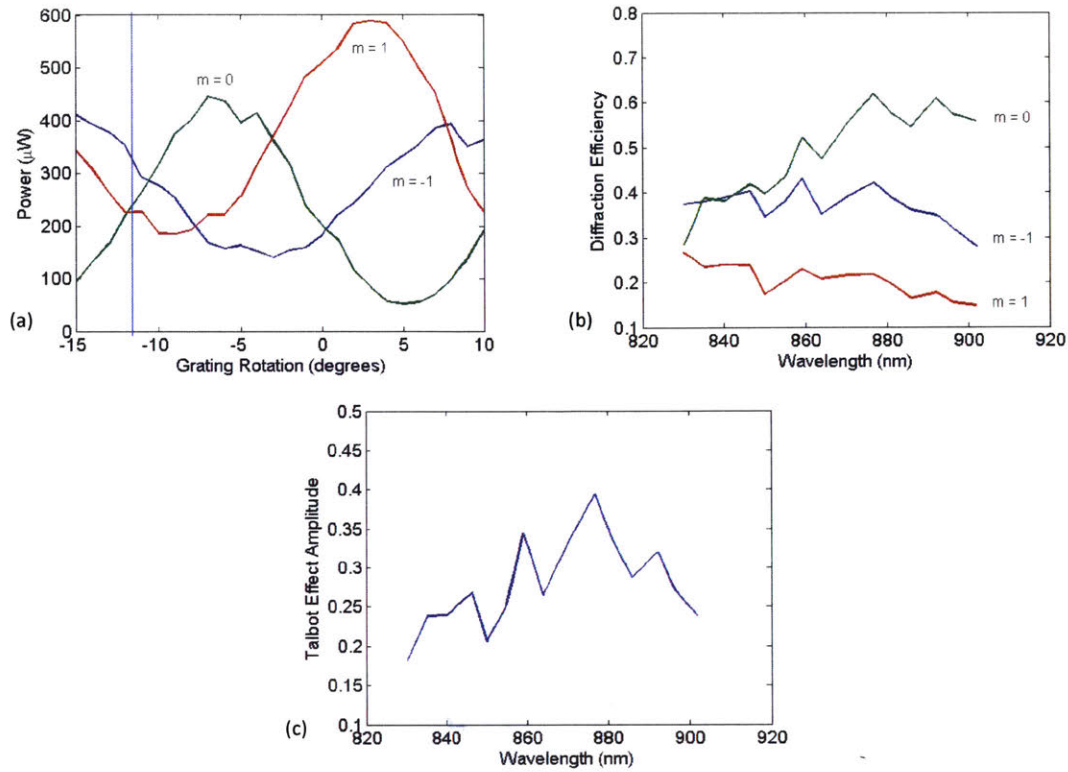 600
500
400
300
200
100
0
Power (μW)
m = 0
m = 1
m = -1
-15
-10
-5
0
5
10
Grating Rotation (degrees)
(a)
0.8
0.7
0.6
0.5
0.4
0.3
0.2
0.1
Diffraction Efficiency
m = 0
m = -1
m = 1
820
840
860
880
900
920
Wavelength (nm)
(b)
0.5
0.45
0.4
0.35
0.3
0.25
0.2
0.15
0.1
Talbot Effect Amplitude
820
840
860
880
900
920
Wavelength (nm)
(c)